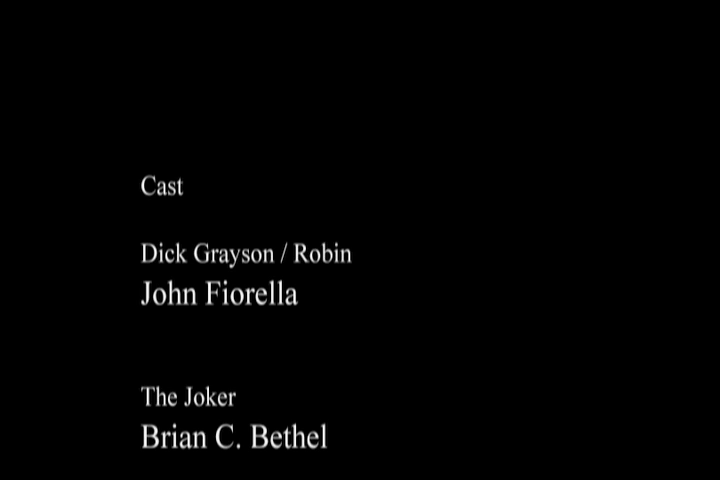 Cast
Dick Grayson / Robin
John Fiorella
The Joker
Brian C. Bethel